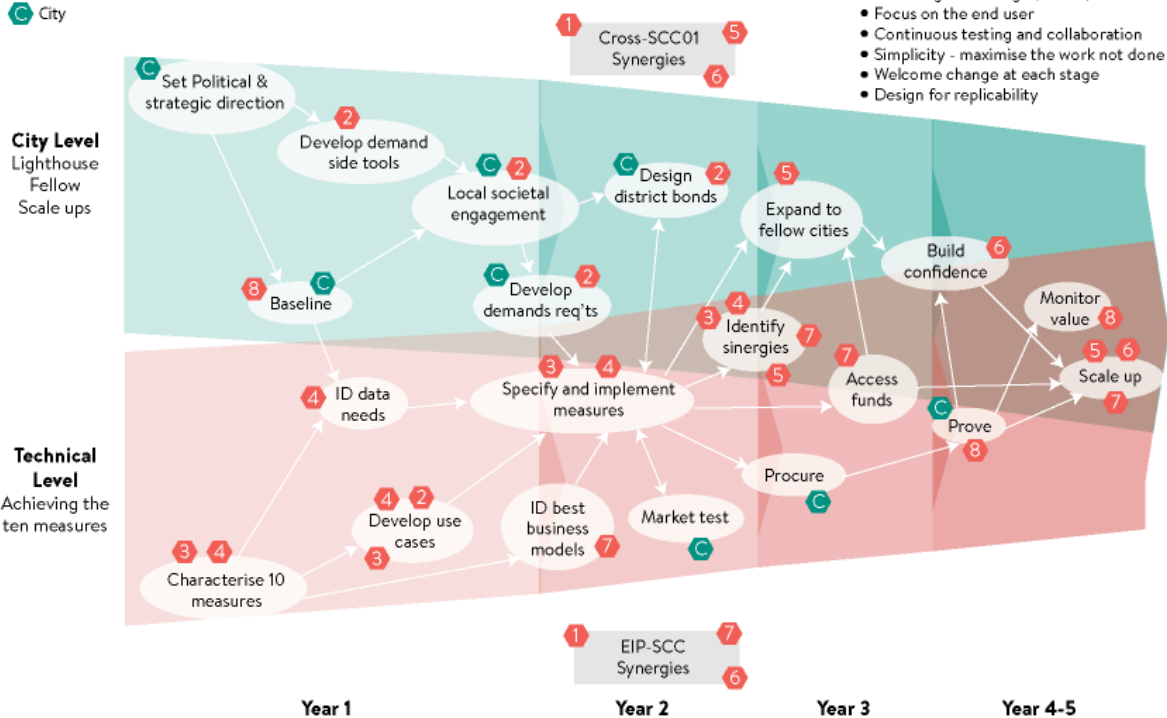 C City
• Focus on the end user
• Continuous testing and collaboration
• Simplicity - maximise the work not done
• Welcome change at each stage
• Design for replicability
1 5
Cross-SCC01
Synergies
6
City Level
Lighthouse
Fellow
Scale ups
C
Set Political &
strategic direction
2
Develop demand
side tools
C 2
Local societal
engagement
C 2
Design
district bonds
5
Expand to
fellow cities
6
Build
confidence
8 C
Baseline
C 2
Develop
demands req'ts
3 4 7 5
Identify
sinergies
Monitor
value
8
5 6
Scale up
7
Technical
Level
Achieving the
ten measures
4
ID data
needs
3 4
Specify and implement
measures
7
Access
funds
C
Prove
8
Procure
C
4 2
Develop use
cases
3
ID best
business
models
7
Market test
C
3 4
Characterise 10
measures
1 7
EIP-SCC
Synergies
6
Year 1
Year 2
Year 3
Year 4-5